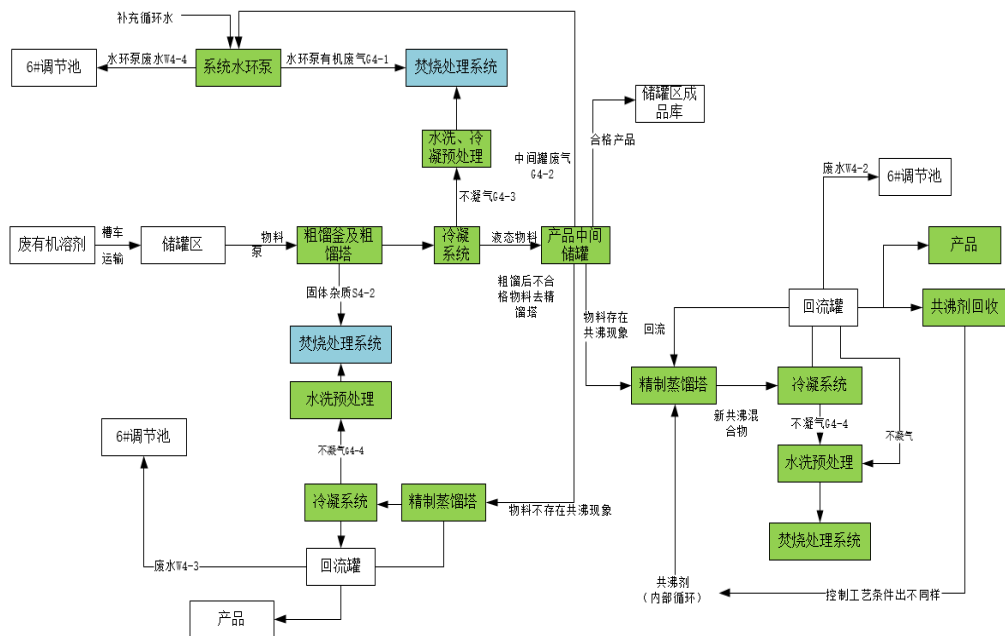 补充循环水
6#调节池
水环泵废水W4-4
系统水环泵
水环泵有机废气G4-1
焚烧处理系统
储罐区成
品库
水洗、冷
凝预处理
合格产品
中间罐废气
G4-2
不凝气G4-3
废水W4-2
6#调节池
废有机溶剂
槽车
运输
储罐区
物料
泵
粗馏釜及粗
馏塔
冷凝
系统
液态物料
产品中间
储罐
产品
固体杂质S4-2
粗馏后不合
格物料去精
馏塔
物料存在
共沸现象
回流罐
共沸剂回收
回流
焚烧处理系统
水洗预处理
精制蒸馏塔
冷凝系统
新共沸混
合物
不凝气G4-4
不凝气
6#调节池
不凝气G4-4
水洗预处理
冷凝系统
精制蒸馏塔
物料不存在共沸现象
焚烧处理系统
废水W4-3
回流罐
共沸剂
（内部循环）
控制工艺条件出不同样
产品